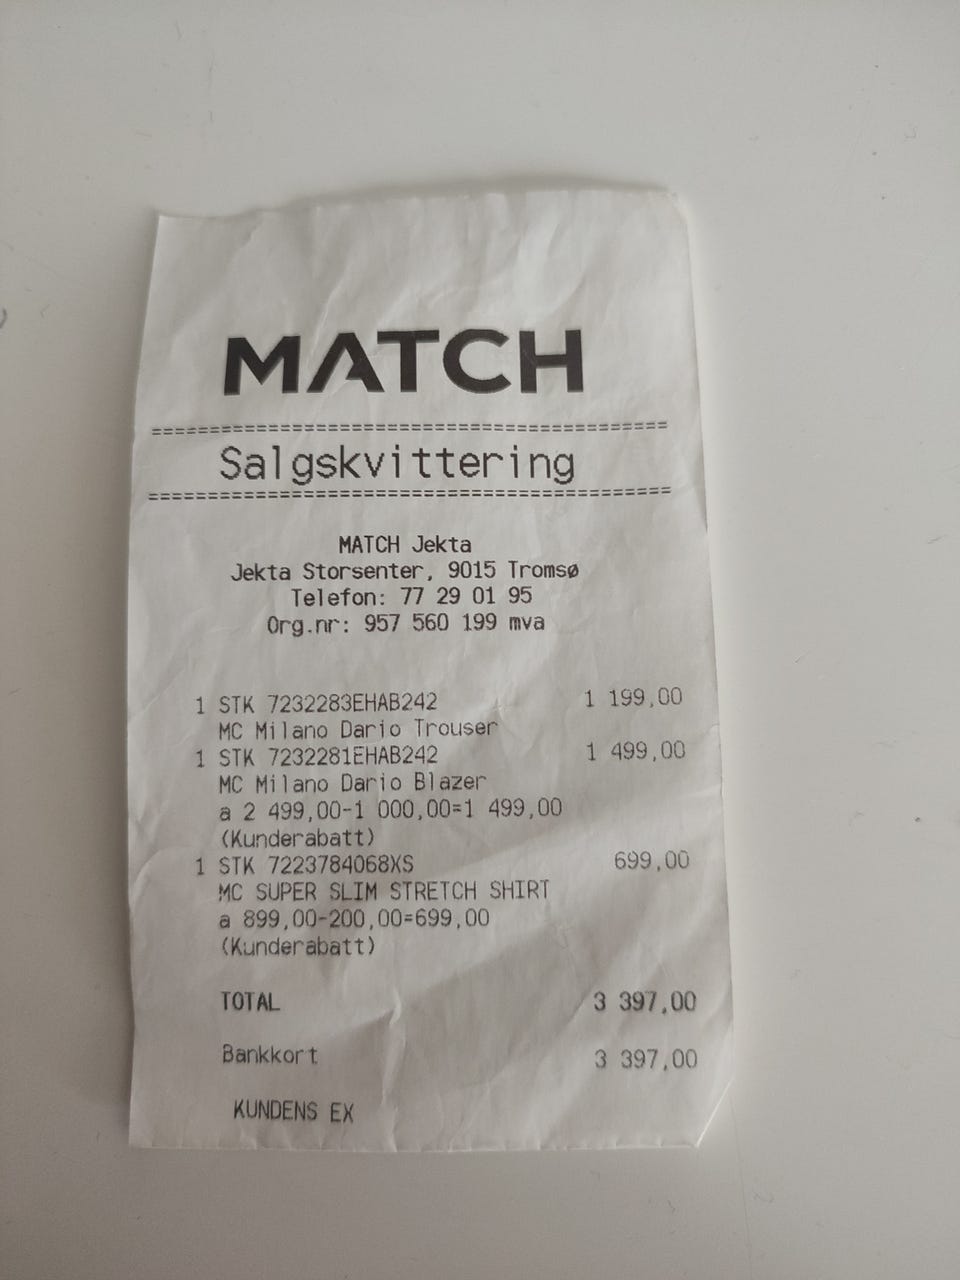 MATCH
===========================================
Salgskvittering
===========================================
MATCH Jekta
Jekta Storsenter, 9015 Tromsø
Telefon: 77 29 01 95
Org.nr: 957 560 199 mva
1 STK 7232283EHAB242 1 199,00
MC Milano Dario Trouser
1 STK 7232281EHAB242 1 499,00
MC Milano Dario Blazer
a 2 499,00-1 000,00=1 499,00
(Kunderabatt)
1 STK 7223784068XS 699,00
MC SUPER SLIM STRETCH SHIRT
a 899,00-200,00=699,00
(Kunderabatt)
TOTAL 3 397,00
Bankkort 3 397,00
KUNDENS EX